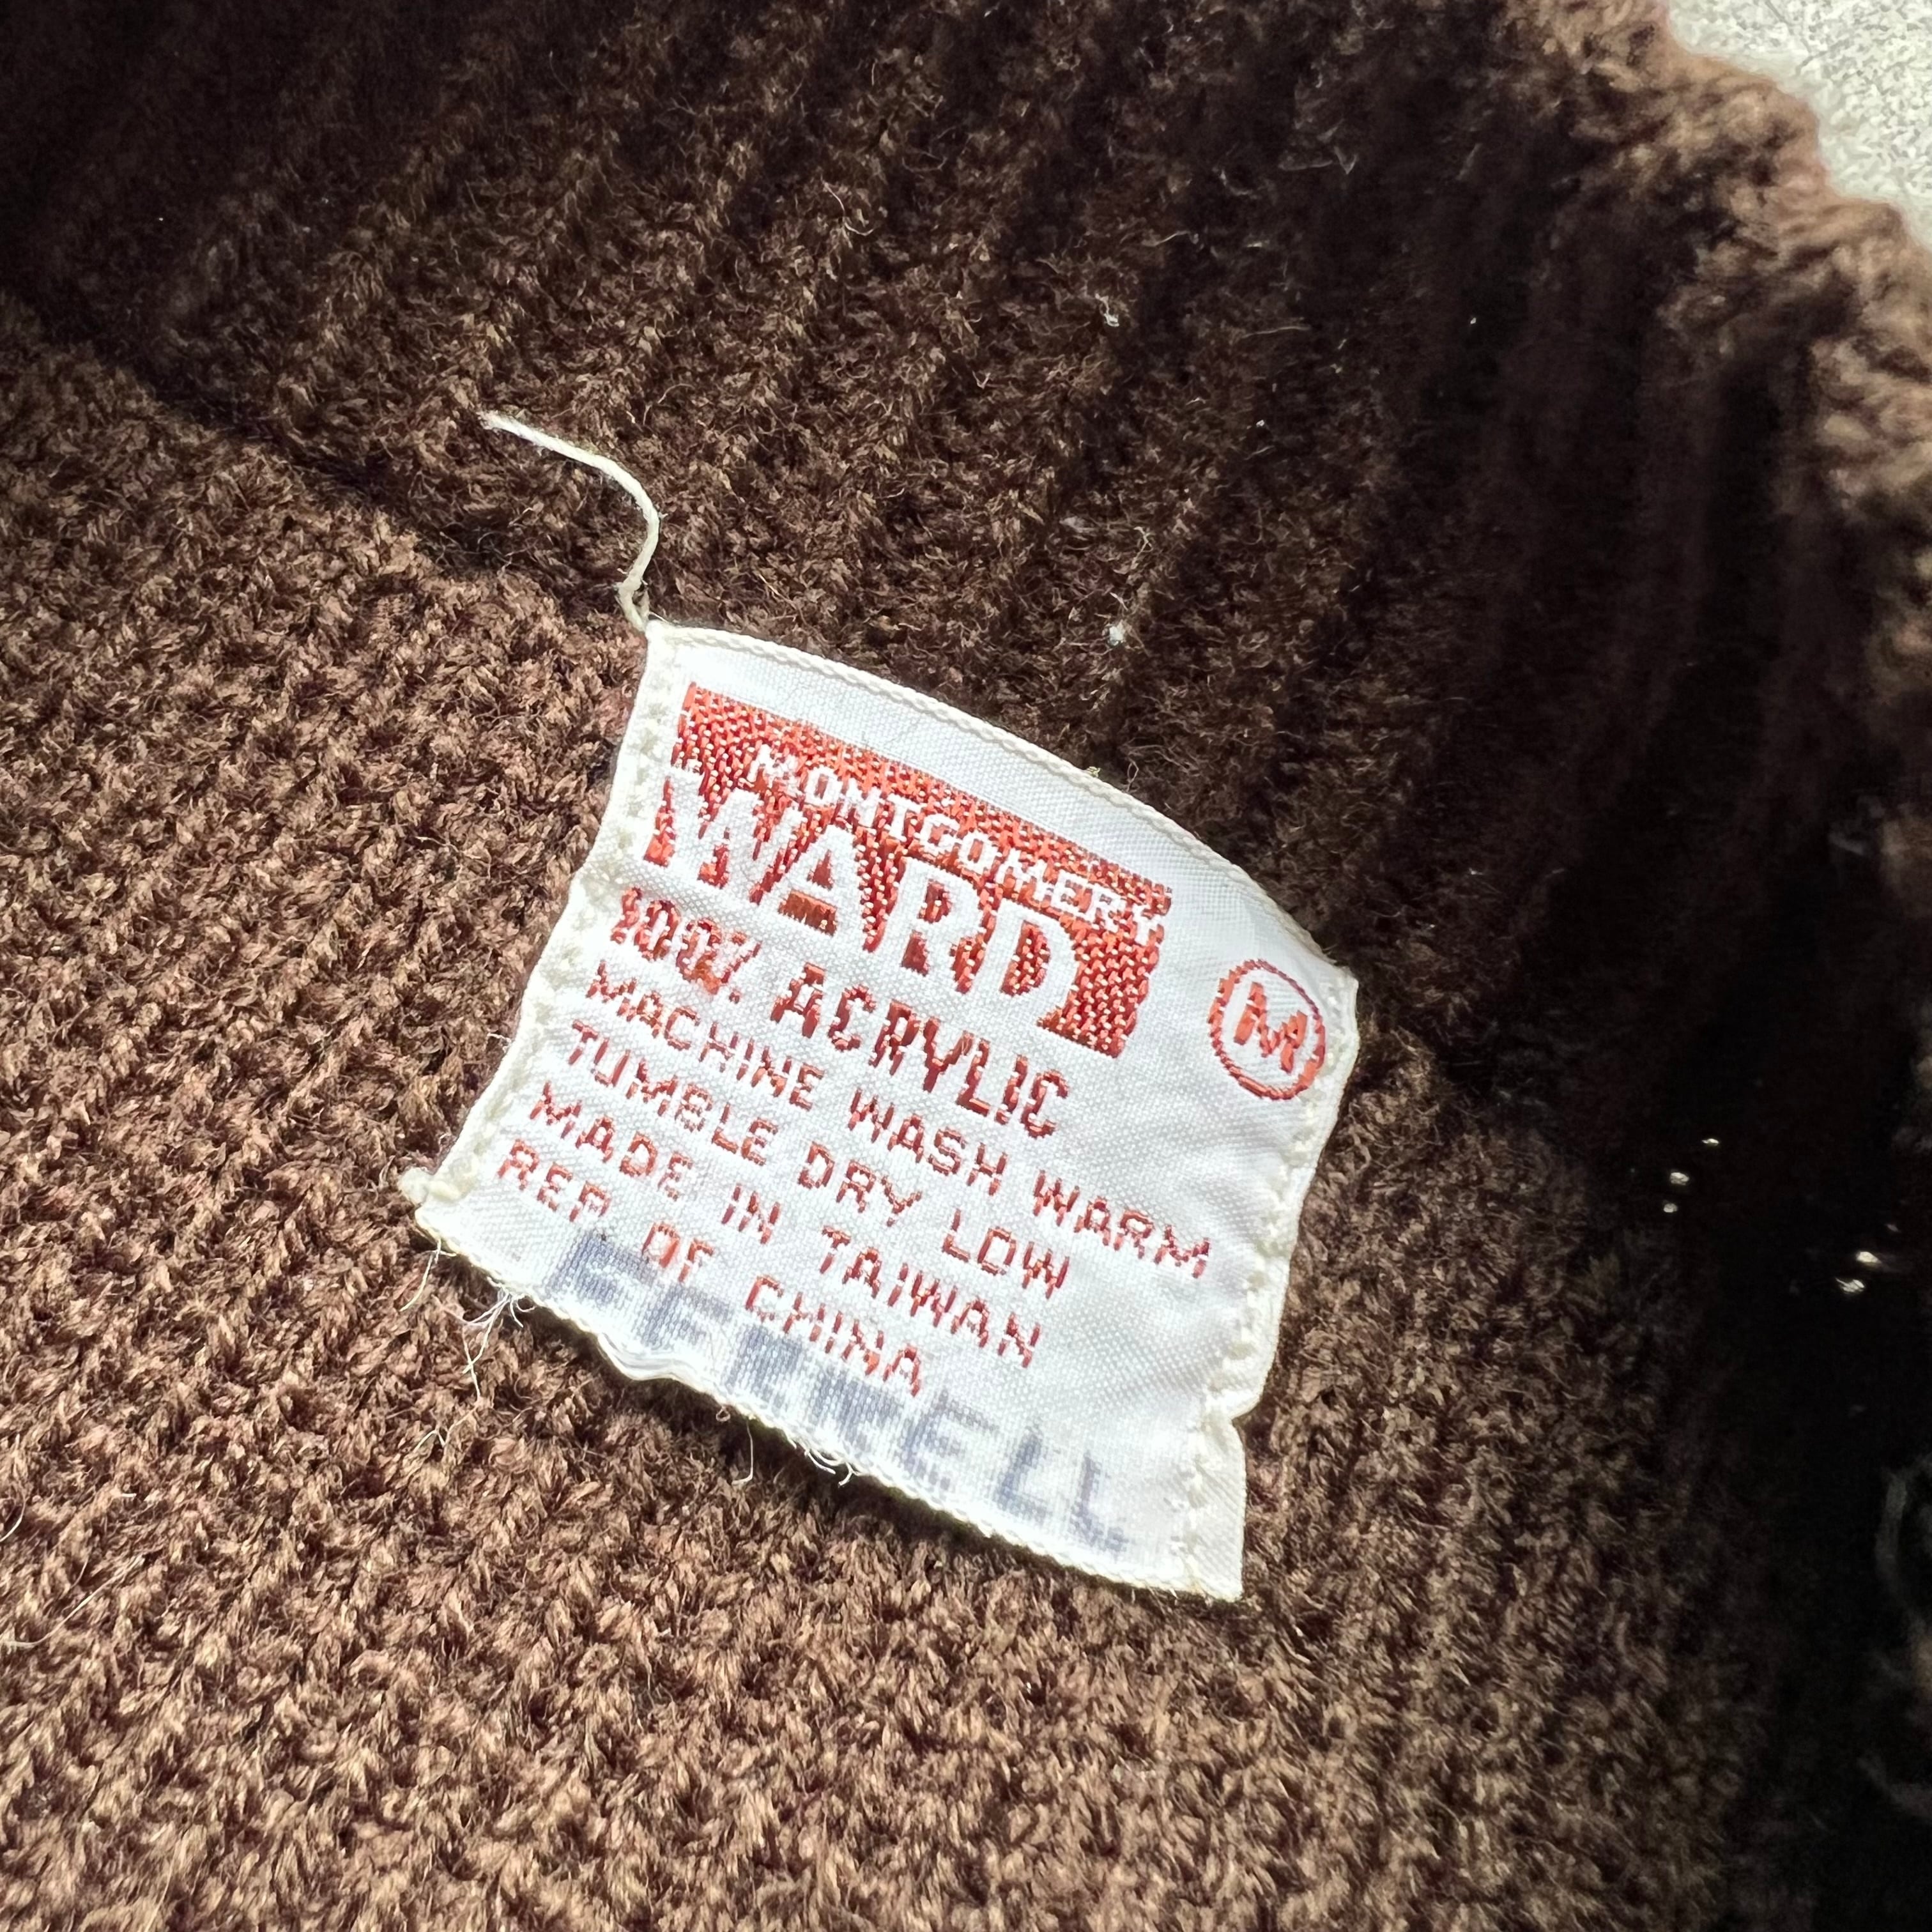 MONTGOMERY
WARD
100% ACRYLIC
M
MACHINE WASH WARM
TUMBLE DRY LOW
MADE IN TAIWAN
REP OF CHINA